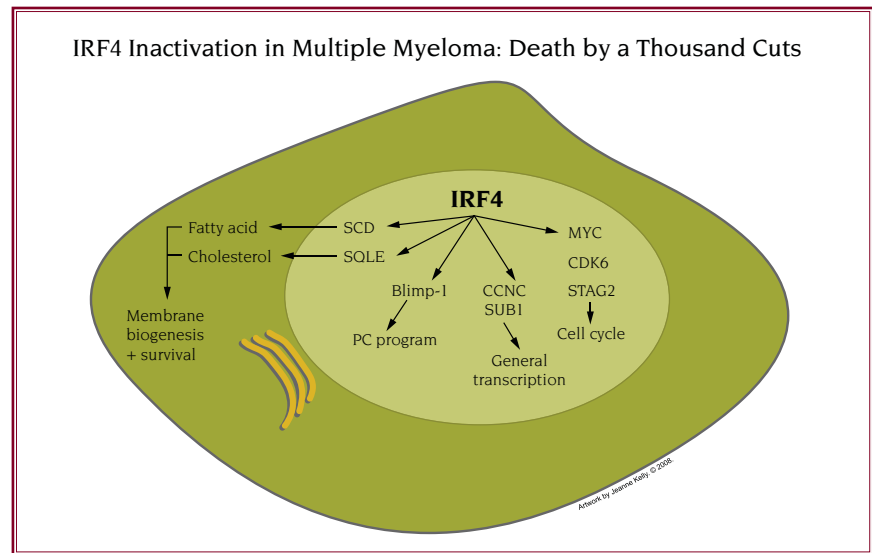 IRF4 Inactivation in Multiple Myeloma: Death by a Thousand Cuts
IRF4
Fatty acid
SCD
MYC
Cholesterol
SQLE
CDK6
Blimp-1
CCNC
SUB1
STAG2
Membrane
biogenesis
+ survival
PC program
Cell cycle
General
transcription
Artwork by Jeanne Kelly. © 2008.